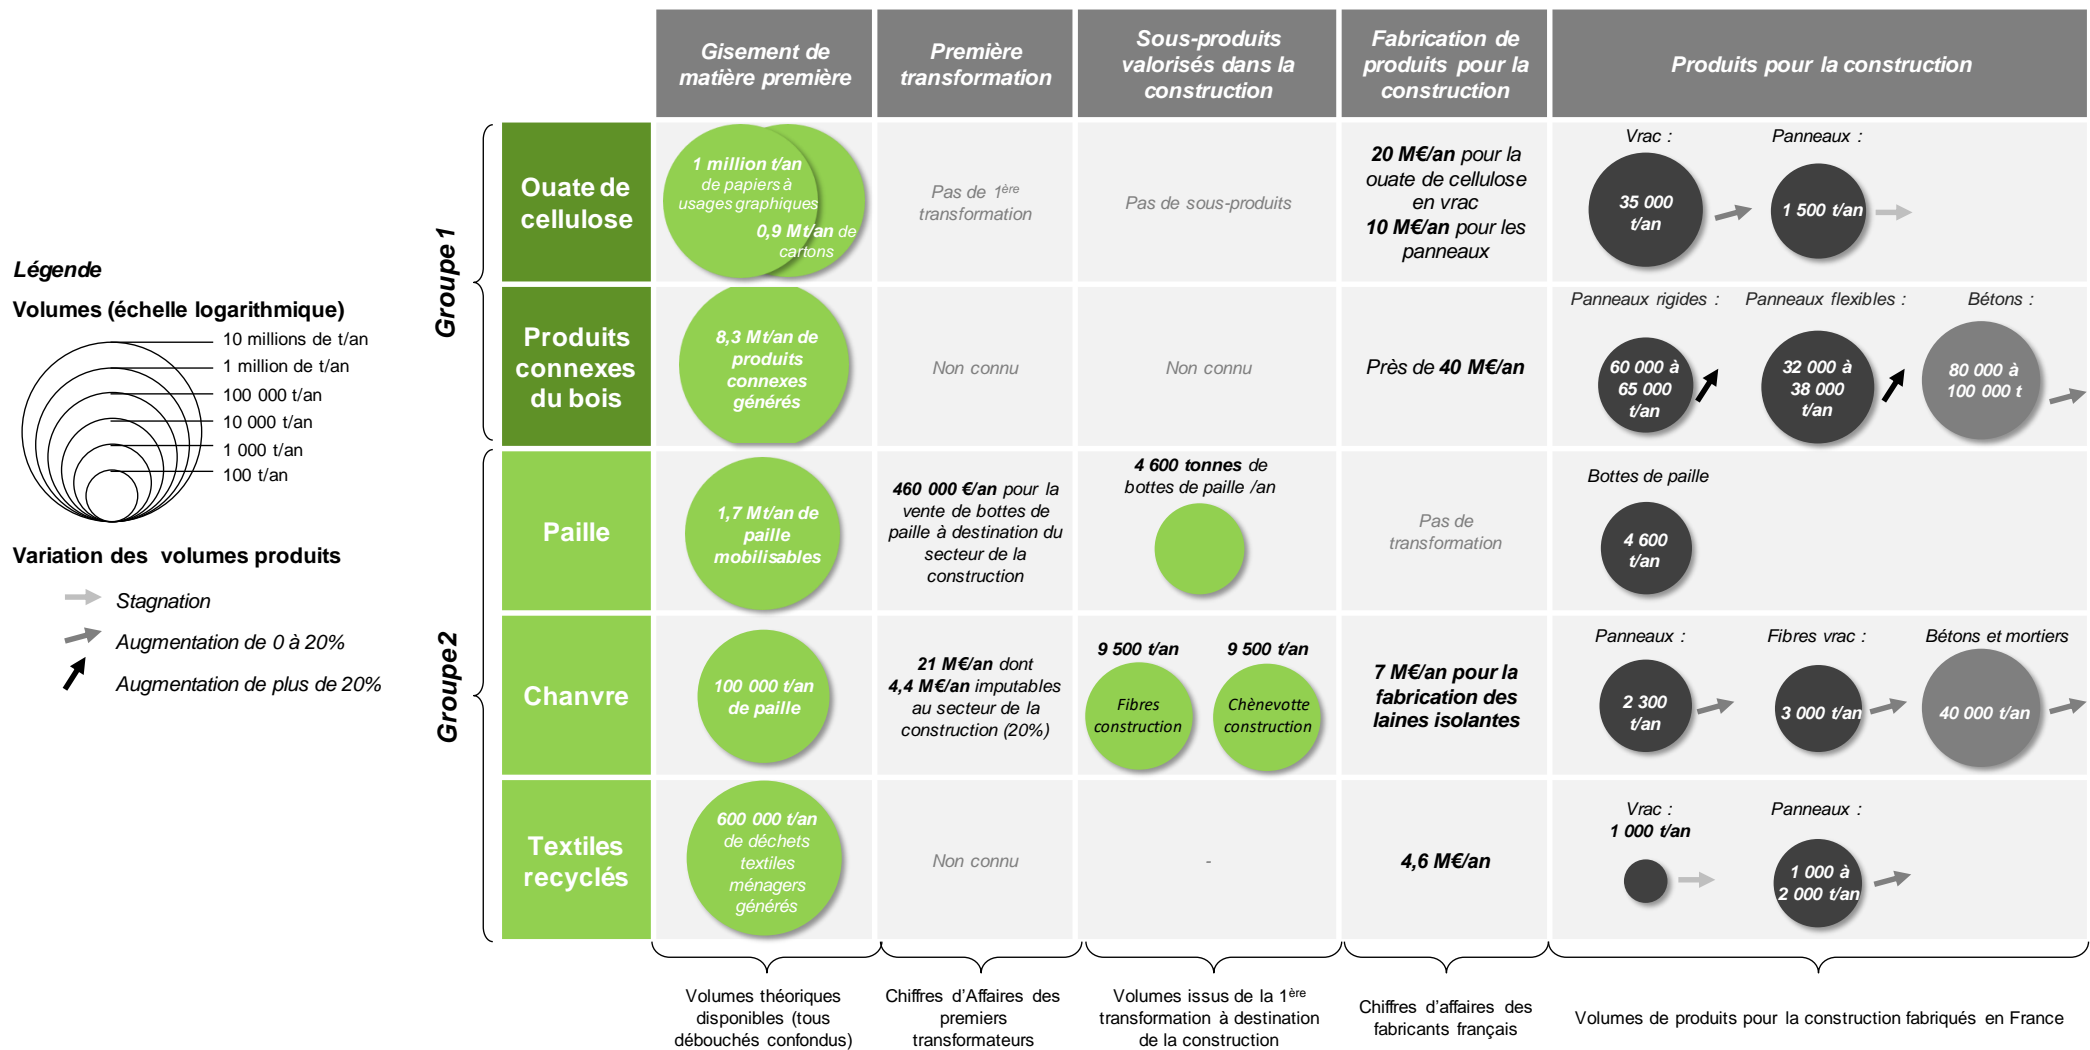 Gisement de
matière première
Première
transformation
Sous-produits
valorisés dans la
construction
Fabrication de
produits pour la
construction
Produits pour la construction
Légende
Volumes (échelle logarithmique)
10 millions de t/an
1 million de t/an
100 000 t/an
10 000 t/an
1 000 t/an
100 t/an
Variation des volumes produits
Stagnation
Augmentation de 0 à 20%
Augmentation de plus de 20%
Groupe 1
Ouate de
cellulose
1 million t/an
de papiers à
usages graphiques
0,9 Mt/an de
cartons
Pas de 1ère
transformation
Pas de sous-produits
20 M€/an pour la
ouate de cellulose
en vrac
10 M€/an pour les
panneaux
Vrac :
35 000
t/an
Panneaux :
1 500 t/an
Produits
connexes
du bois
8,3 Mt/an de
produits
connexes
générés
Non connu
Non connu
Près de 40 M€/an
Panneaux rigides :
60 000 à
65 000
t/an
Panneaux flexibles :
32 000 à
38 000
t/an
Bétons :
80 000 à
100 000 t
Groupe 2
Paille
1,7 Mt/an de
paille
mobilisables
460 000 €/an pour la
vente de bottes de
paille à destination du
secteur de la
construction
4 600 tonnes de
bottes de paille /an
Pas de
transformation
Bottes de paille
4 600
t/an
Chanvre
100 000 t/an
de paille
21 M€/an dont
4,4 M€/an imputables
au secteur de la
construction (20%)
9 500 t/an
Fibres
construction
9 500 t/an
Chènevotte
construction
7 M€/an pour la
fabrication des
laines isolantes
Panneaux :
2 300
t/an
Fibres vrac :
3 000 t/an
Bétons et mortiers
40 000 t/an
Textiles
recyclés
600 000 t/an
de déchets
textiles
ménagers
générés
Non connu
-
4,6 M€/an
Vrac :
1 000 t/an
Panneaux :
1 000 à
2 000 t/an
Volumes théoriques
disponibles (tous
débouchés confondus)
Chiffres d'Affaires des
premiers
transformateurs
Volumes issus de la 1ère
transformation à destination
de la construction
Chiffres d'affaires des
fabricants français
Volumes de produits pour la construction fabriqués en France